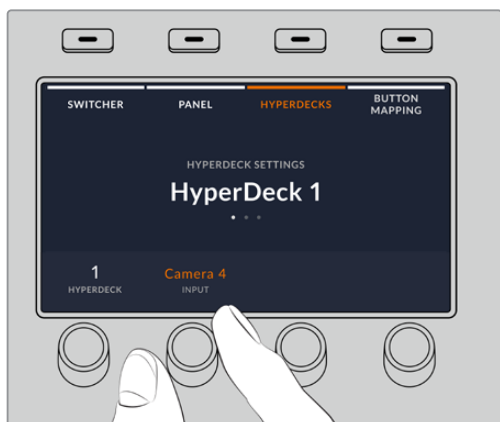 SWITCHER
PANEL
HYPERDECKS
BUTTON
MAPPING
HYPERDECK SETTINGS
HyperDeck 1
1
HYPERDECK
Camera 4
INPUT